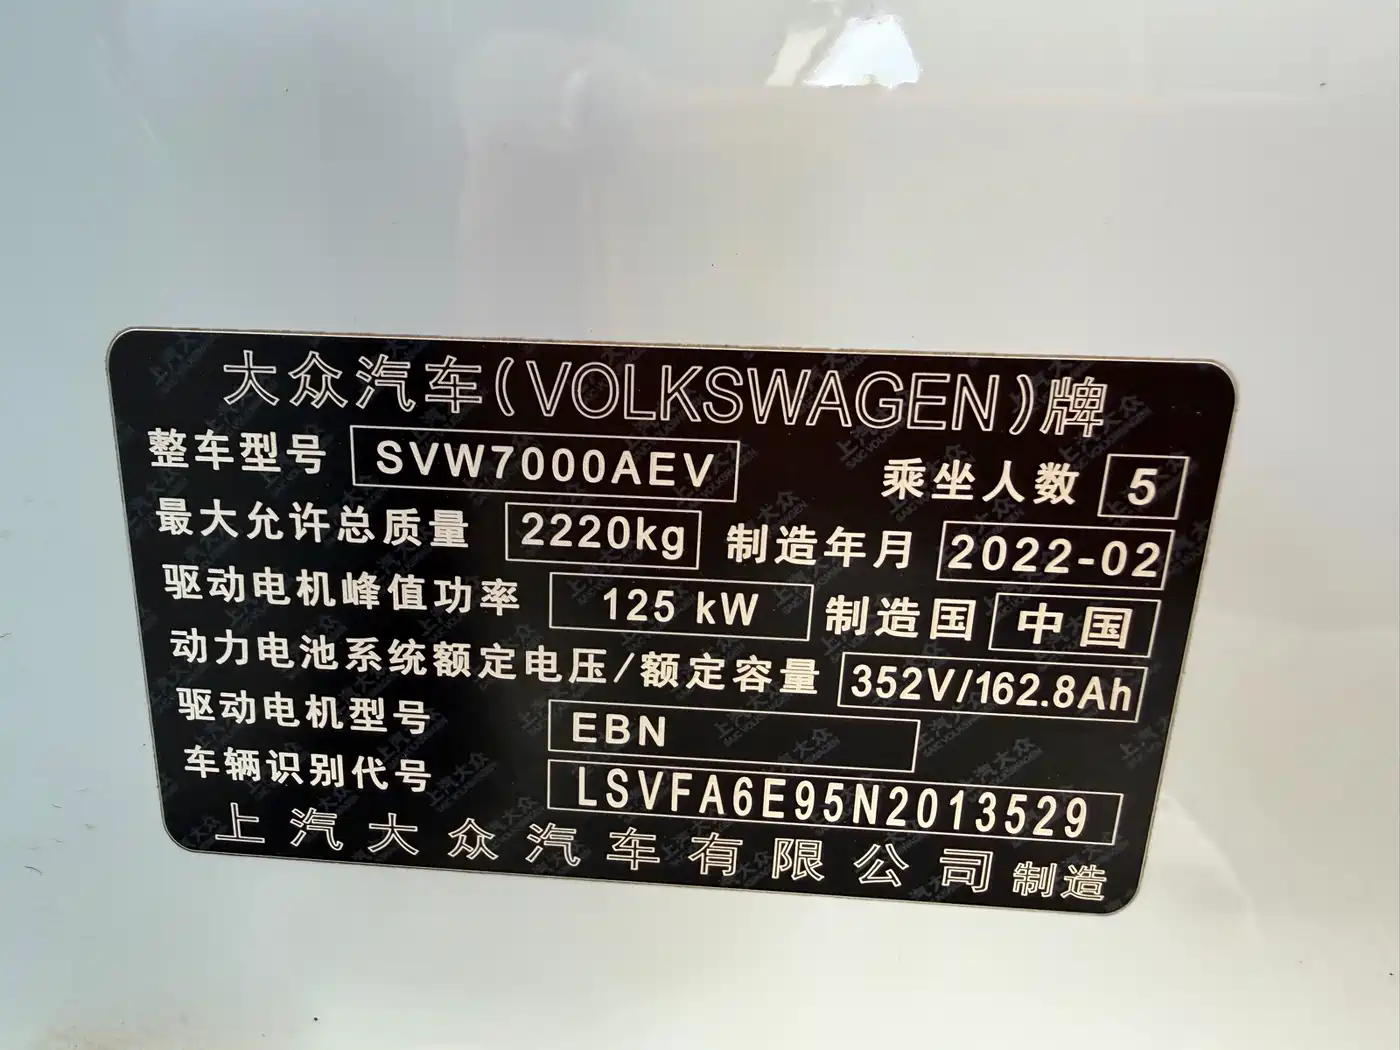 大众汽车(VOLKSWAGEN)牌
整车型号 SVW7000AEV 乘坐人数 5
最大允许总质量 2220kg 制造年月 2022-02
驱动电机峰值功率 125 kW 制造国 中国
动力电池系统额定电压/额定容量 352V/162.8Ah
驱动电机型号 EBN
车辆识别代号 LSVFA6E95N2013529
上汽大众汽车有限公司制造